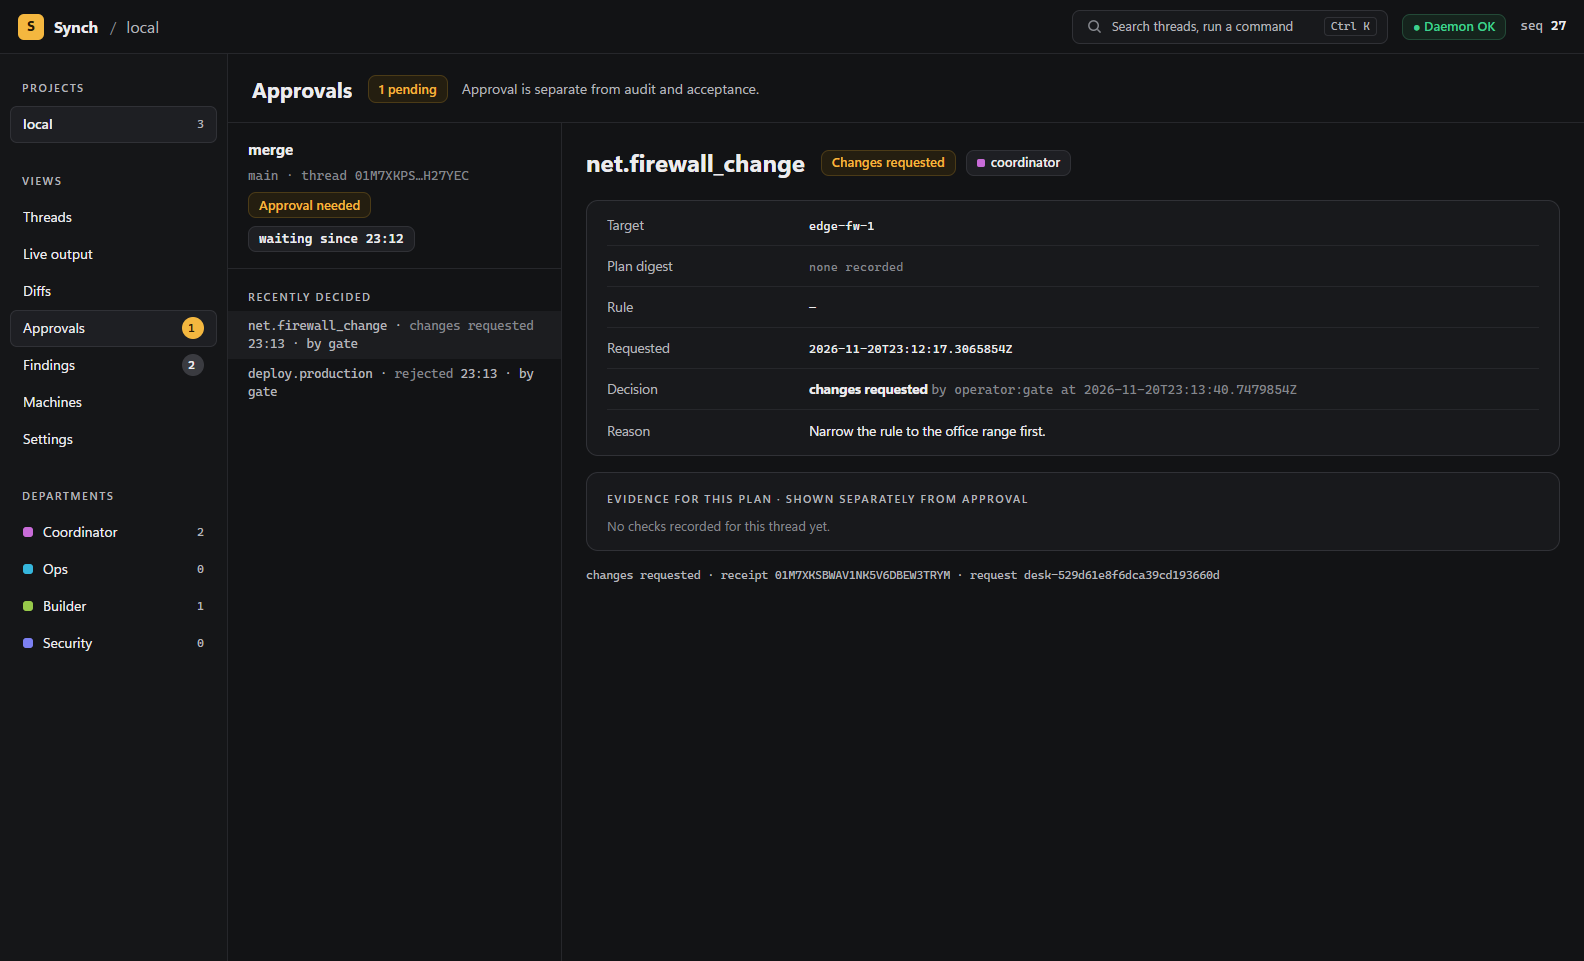 S Synch / local
Search threads, run a command Ctrl K
Daemon OK
seq 27
PROJECTS
local 3
VIEWS
Threads
Live output
Diffs
Approvals 1
Findings 2
Machines
Settings
DEPARTMENTS
Coordinator 2
Ops 0
Builder 1
Security 0
Approvals 1 pending Approval is separate from audit and acceptance.
merge
main · thread 01M7XKPS…H27YEC
Approval needed
waiting since 23:12
RECENTLY DECIDED
net.firewall_change · changes requested
23:13 · by gate
deploy.production · rejected 23:13 · by
gate
net.firewall_change Changes requested coordinator
Target edge-fw-1
Plan digest none recorded
Rule —
Requested 2026-11-20T23:12:17.3065854Z
Decision changes requested by operator:gate at 2026-11-20T23:13:40.7479854Z
Reason Narrow the rule to the office range first.
EVIDENCE FOR THIS PLAN · SHOWN SEPARATELY FROM APPROVAL
No checks recorded for this thread yet.
changes requested · receipt 01M7XKSBWAV1NK5V6DBEW3TRYM · request desk-529d61e8f6dca39cd193660d